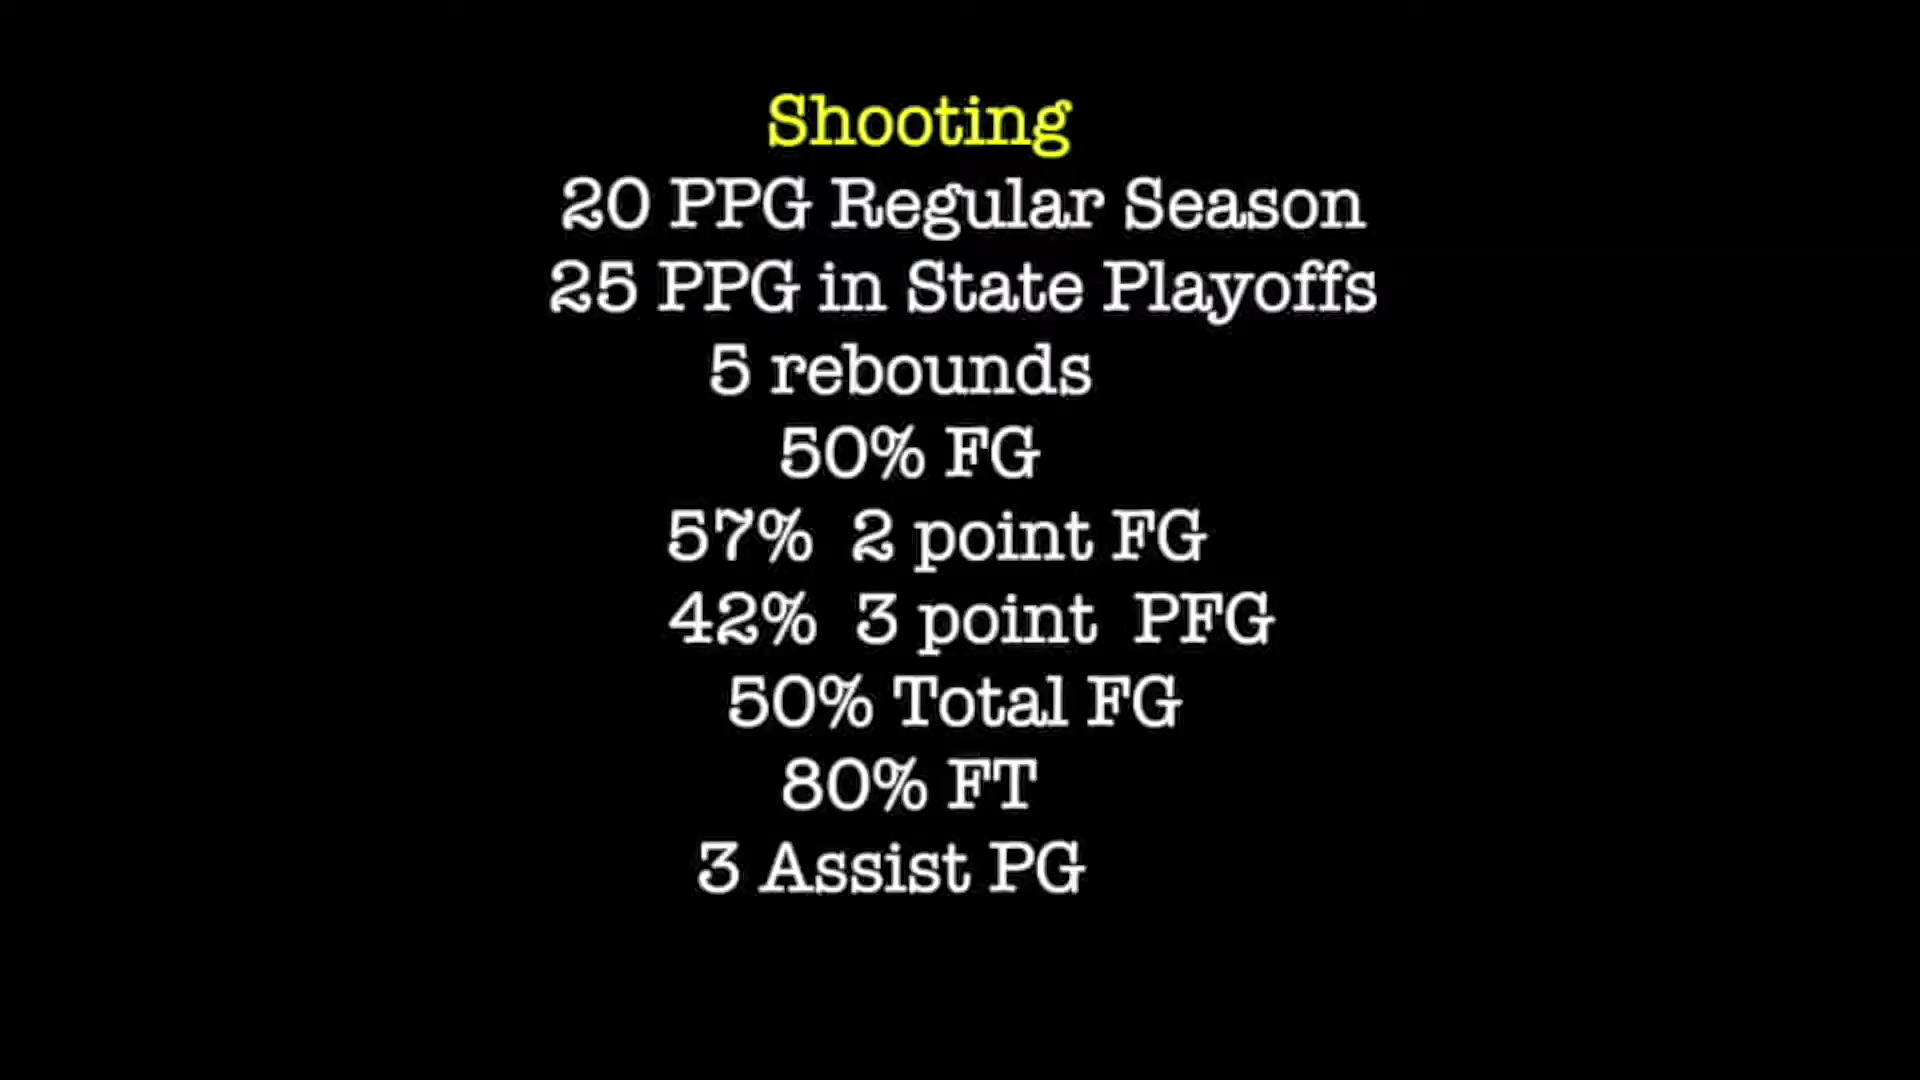 Shooting
20 PPG Regular Season
25 PPG in State Playoffs
5 rebounds
50% FG
57%  2 point FG
42%  3 point  PFG
50% Total FG
80% FT
3 Assist PG